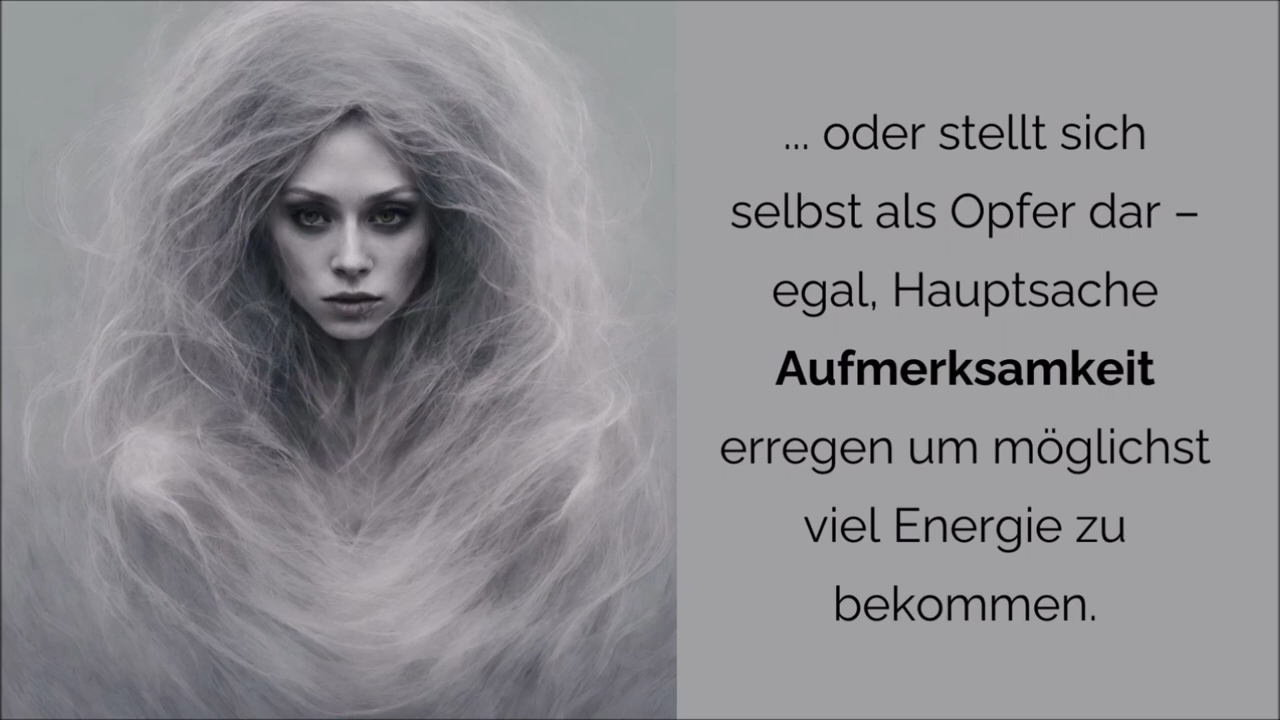 ... oder stellt sich
selbst als Opfer dar –
egal, Hauptsache
Aufmerksamkeit
erregen um möglichst
viel Energie zu
bekommen.